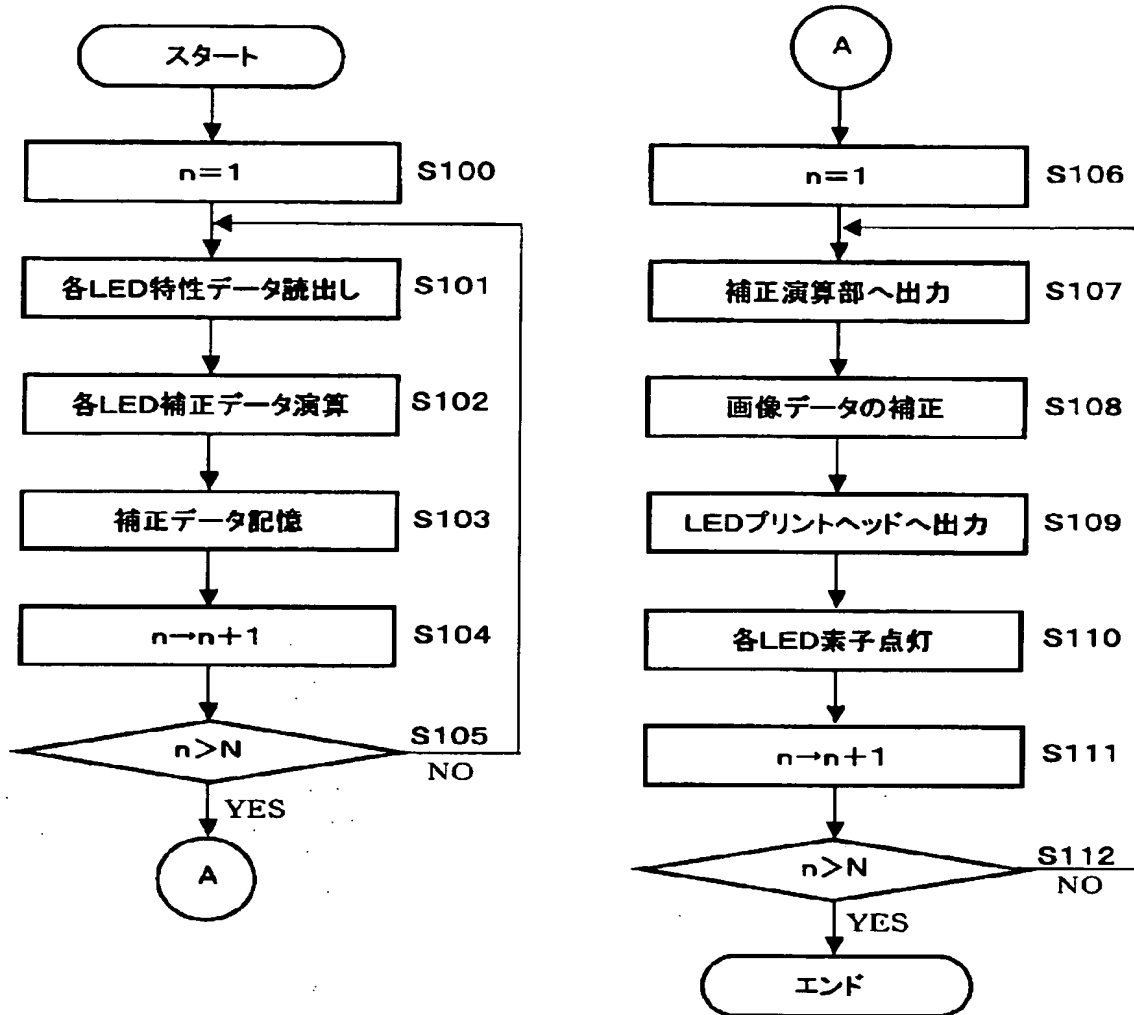 スタート
n=1 S100
各LED特性データ読出し S101
各LED補正データ演算 S102
補正データ記憶 S103
n→n+1 S104
n>N S105
NO
YES
A
A
n=1 S106
補正演算部へ出力 S107
画像データの補正 S108
LEDプリントヘッドへ出力 S109
各LED素子点灯 S110
n→n+1 S111
n>N S112
NO
YES
エンド